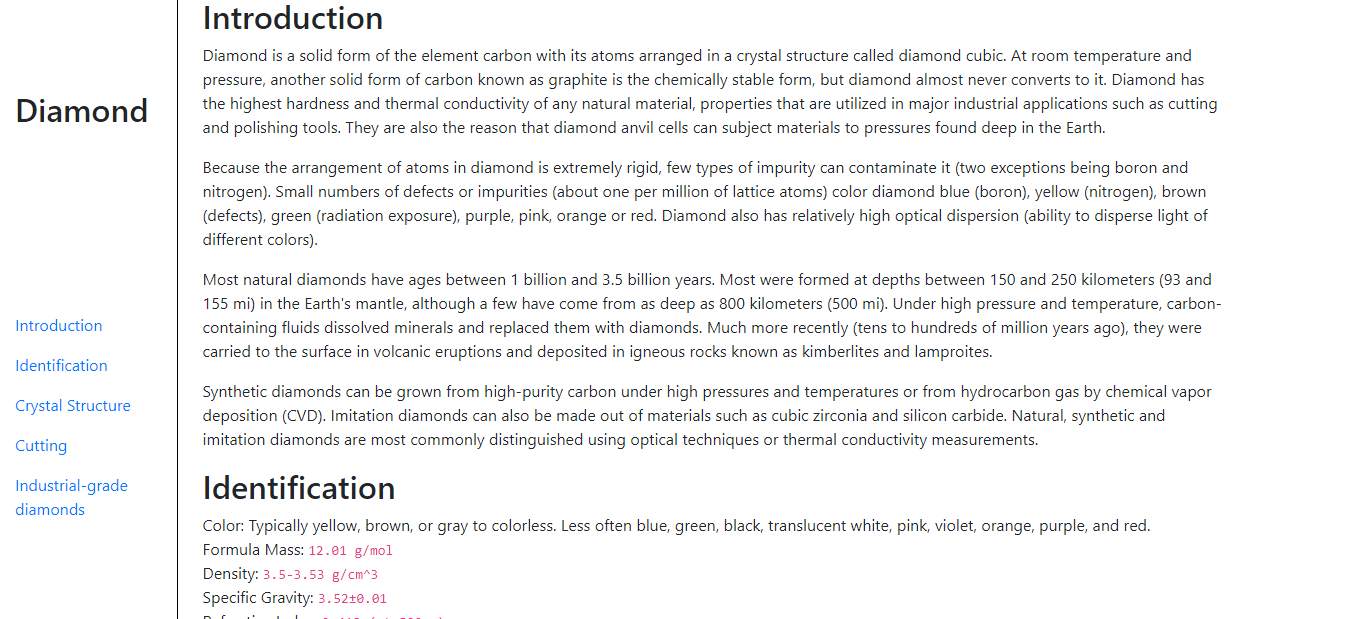 Diamond
Introduction
Identification
Crystal Structure
Cutting
Industrial-grade
diamonds
Introduction
Diamond is a solid form of the element carbon with its atoms arranged in a crystal structure called diamond cubic. At room temperature and
pressure, another solid form of carbon known as graphite is the chemically stable form, but diamond almost never converts to it. Diamond has
the highest hardness and thermal conductivity of any natural material, properties that are utilized in major industrial applications such as cutting
and polishing tools. They are also the reason that diamond anvil cells can subject materials to pressures found deep in the Earth.
Because the arrangement of atoms in diamond is extremely rigid, few types of impurity can contaminate it (two exceptions being boron and
nitrogen). Small numbers of defects or impurities (about one per million of lattice atoms) color diamond blue (boron), yellow (nitrogen), brown
(defects), green (radiation exposure), purple, pink, orange or red. Diamond also has relatively high optical dispersion (ability to disperse light of
different colors).
Most natural diamonds have ages between 1 billion and 3.5 billion years. Most were formed at depths between 150 and 250 kilometers (93 and
155 mi) in the Earth's mantle, although a few have come from as deep as 800 kilometers (500 mi). Under high pressure and temperature, carbon-
containing fluids dissolved minerals and replaced them with diamonds. Much more recently (tens to hundreds of million years ago), they were
carried to the surface in volcanic eruptions and deposited in igneous rocks known as kimberlites and lamproites.
Synthetic diamonds can be grown from high-purity carbon under high pressures and temperatures or from hydrocarbon gas by chemical vapor
deposition (CVD). Imitation diamonds can also be made out of materials such as cubic zirconia and silicon carbide. Natural, synthetic and
imitation diamonds are most commonly distinguished using optical techniques or thermal conductivity measurements.
Identification
Color: Typically yellow, brown, or gray to colorless. Less often blue, green, black, translucent white, pink, violet, orange, purple, and red.
Formula Mass: 12.01 g/mol
Density: 3.5-3.53 g/cm^3
Specific Gravity: 3.52±0.01